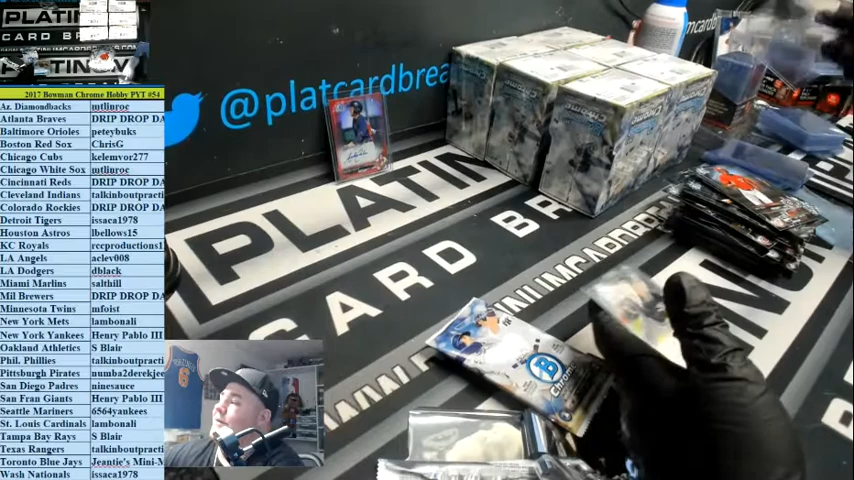 2017 Bowman Chrome Hobby PYT #54
Az. Diamondbacks mtlinroc
Atlanta Braves DRIP DROP DA
Baltimore Orioles peteybuks
Boston Red Sox ChrisG
Chicago Cubs kelemvor277
Chicago White Sox mtlinroc
Cincinnati Reds DRIP DROP DA
Cleveland Indians talkinboutpracti
Colorado Rockies DRIP DROP DA
Detroit Tigers issaca1978
Houston Astros lbellows15
KC Royals rccproductions1
LA Angels aclev008
LA Dodgers dblack
Miami Marlins salthill
Mil Brewers DRIP DROP DA
Minnesota Twins mfoist
New York Mets lambonali
New York Yankees Henry Pablo III
Oakland Athletics S Blair
Phil. Phillies talkinboutpracti
Pittsburgh Pirates numba2derekjee
San Diego Padres ninesauce
San Fran Giants Henry Pablo III
Seattle Mariners 6564yankees
St. Louis Cardinals lambonali
Tampa Bay Rays S Blair
Texas Rangers talkinboutpracti
Toronto Blue Jays Jeantie's Mini-M
Wash Nationals issaca1978
@platcardbrea
PLATIN
CARD BR
Chrome
6